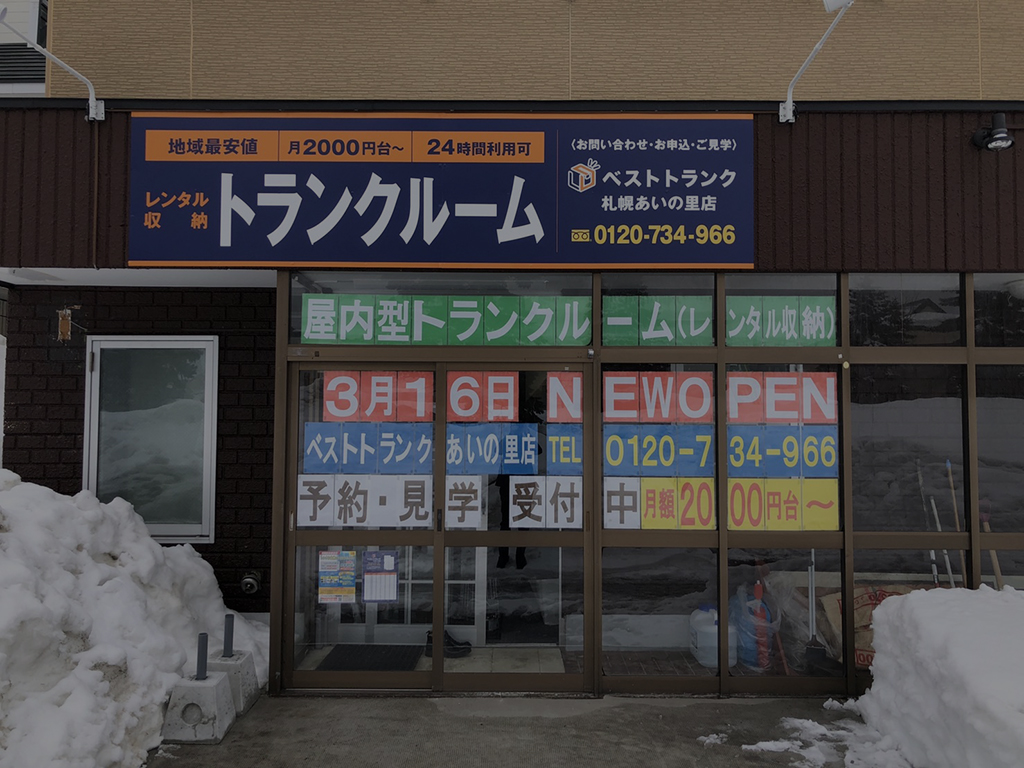 地域最安値 月2000円台～ 24時間利用可
レンタル
収納
トランクルーム
〈お問い合わせ・お申込・ご見学〉
ベストトランク
札幌あいの里店
0120-734-966
屋内型トランクルーム(レンタル収納)
3月16日 NEWOPEN
ベストトランクあいの里店 TEL 0120-734-966
予約・見学受付中 月額2000円台～